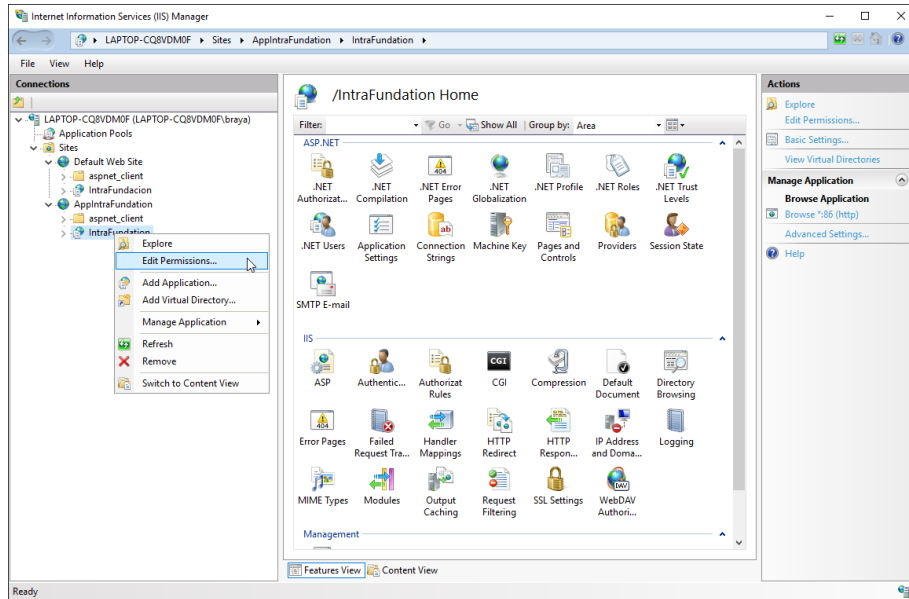 Internet Information Services (IIS) Manager
LAPTOP-CQ8VDM0F Sites AppIntraFundation IntraFundation
File View Help
Connections
LAPTOP-CQ8VDM0F (LAPTOP-CQ8VDM0F\braya)
Application Pools
Sites
Default Web Site
aspnet_client
IntraFundacion
AppIntraFundation
aspnet_client
IntraFundation
Explore
Edit Permissions...
Add Application...
Add Virtual Directory...
Manage Application
Refresh
Remove
Switch to Content View
/IntraFundation Home
Filter: Go Show All Group by: Area
ASP.NET
.NET Authorizat...
.NET Compilation
.NET Error Pages
.NET Globalization
.NET Profile
.NET Roles
.NET Trust Levels
.NET Users
Application Settings
Connection Strings
Machine Key
Pages and Controls
Providers
Session State
SMTP E-mail
IIS
ASP
Authentic...
Authorizat Rules
CGI
Compression
Default Document
Directory Browsing
Error Pages
Failed Request Tra...
Handler Mappings
HTTP Redirect
HTTP Respon...
IP Address and Doma...
Logging
MIME Types
Modules
Output Caching
Request Filtering
SSL Settings
WebDAV Authori...
Management
Features View Content View
Actions
Explore
Edit Permissions...
Basic Settings...
View Virtual Directories
Manage Application
Browse Application
Browse *:86 (http)
Advanced Settings...
Help
Ready